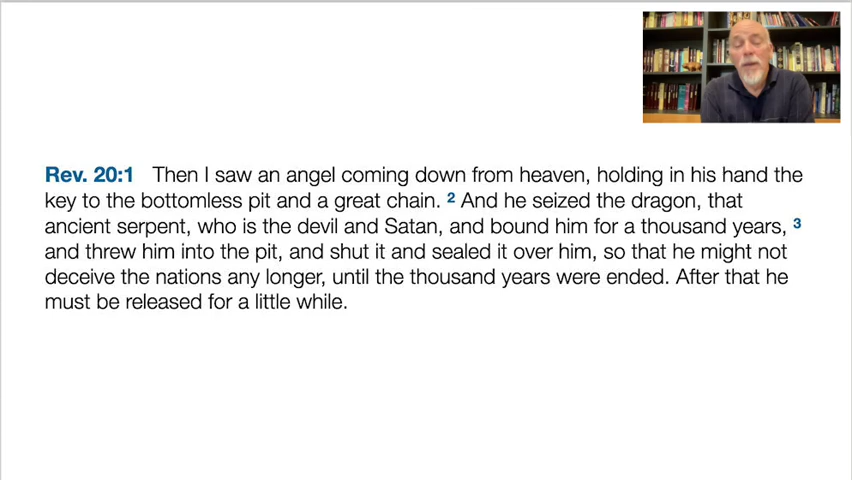 Rev. 20:1 Then I saw an angel coming down from heaven, holding in his hand the
key to the bottomless pit and a great chain. 2 And he seized the dragon, that
ancient serpent, who is the devil and Satan, and bound him for a thousand years, 3
and threw him into the pit, and shut it and sealed it over him, so that he might not
deceive the nations any longer, until the thousand years were ended. After that he
must be released for a little while.